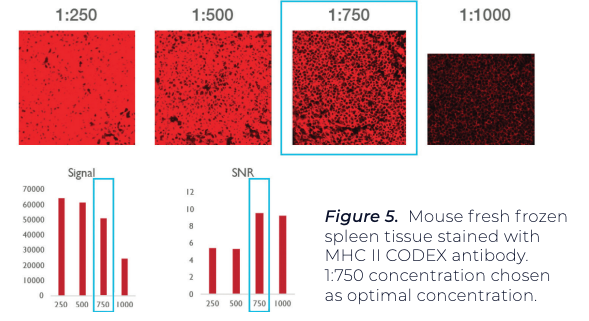 1:250 1:500 1:750 1:1000
Signal
70000
60000
50000
40000
30000
20000
10000
0
250 500 750 1000
SNR
12
10
8
6
4
2
0
250 500 750 1000
Figure 5. Mouse fresh frozen
spleen tissue stained with
MHC II CODEX antibody.
1:750 concentration chosen
as optimal concentration.